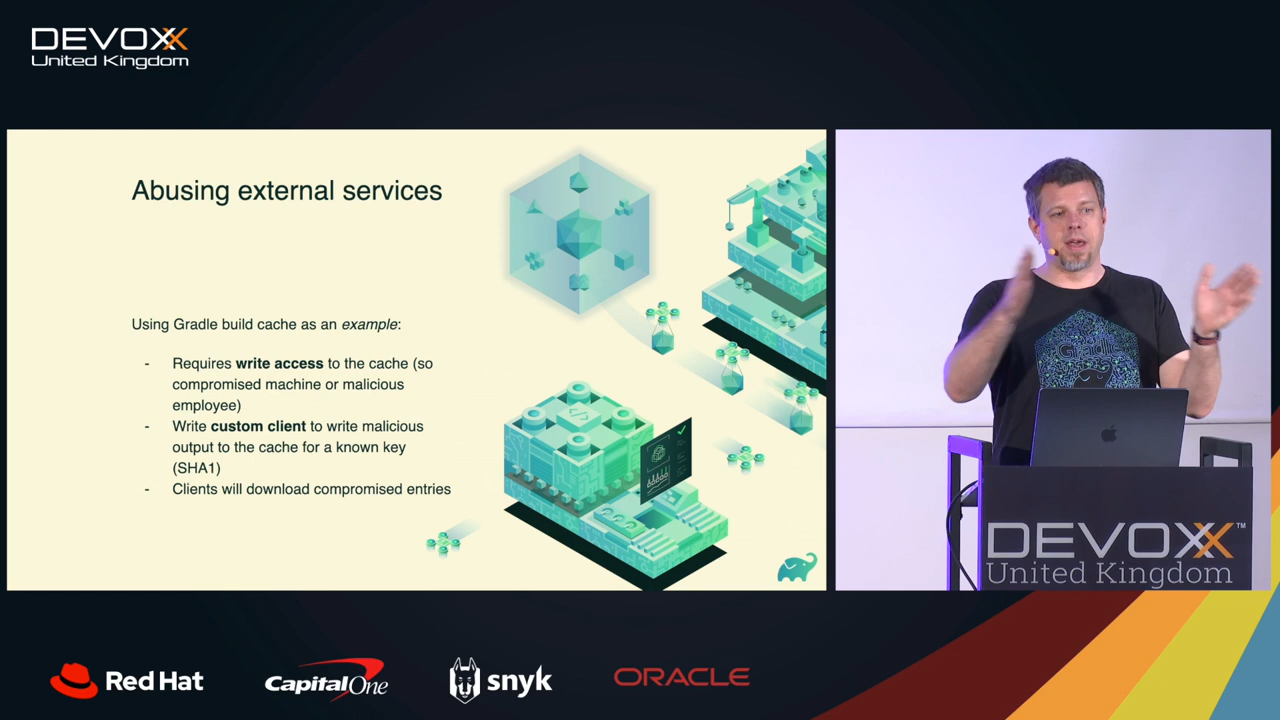 DEVOXX
United Kingdom
Abusing external services
Using Gradle build cache as an example:
- Requires write access to the cache (so
compromised machine or malicious
employee)
- Write custom client to write malicious
output to the cache for a known key
(SHA1)
- Clients will download compromised entries
</>
Gradle
DEVOXX™
United Kingdom
Red Hat
Capital One
snyk
ORACLE